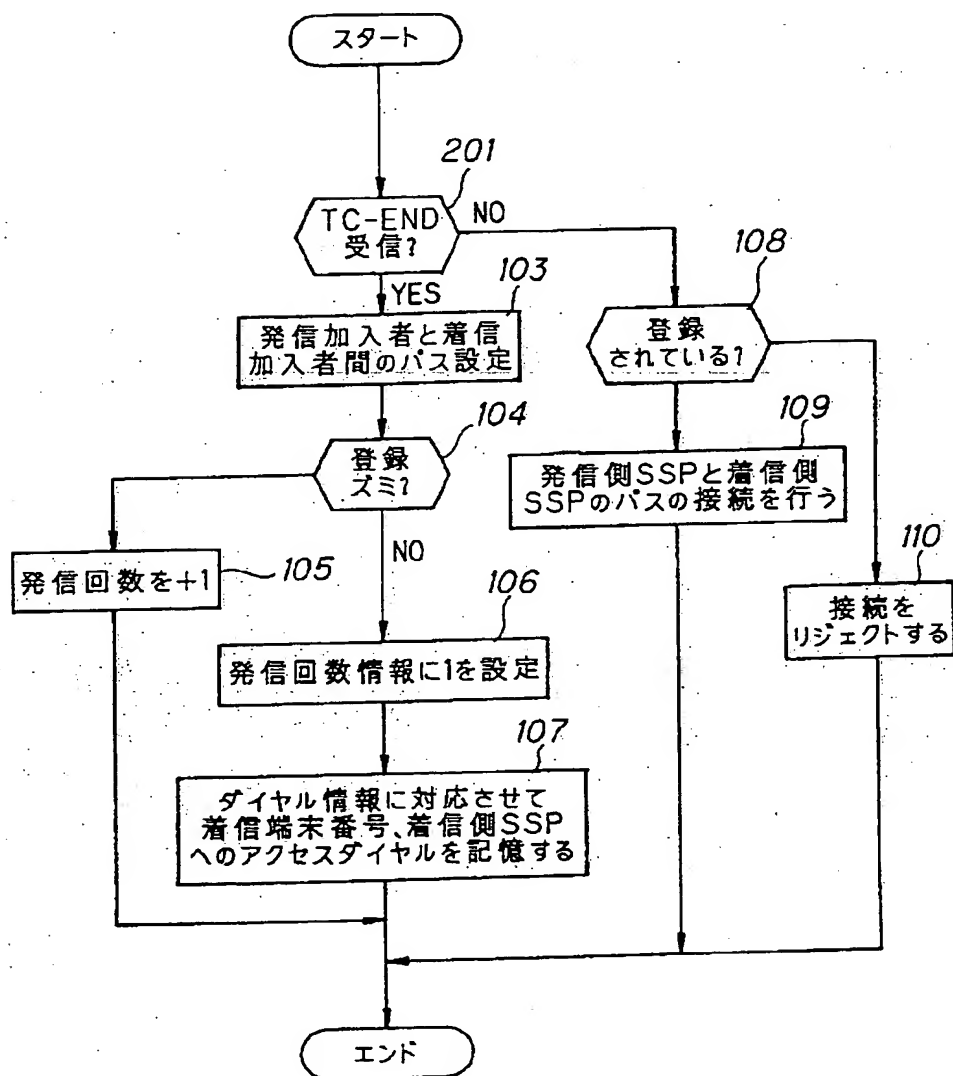 スタート
201
TC-END
受信?
NO
YES
103
発信加入者と着信
加入者間のパス設定
108
登録
されている?
104
登録
ズミ?
109
発信側SSPと着信側
SSPのパスの接続を行う
発信回数を+1
105
NO
106
発信回数情報に1を設定
110
接続を
リジェクトする
107
ダイヤル情報に対応させて
着信端末番号、着信側SSP
へのアクセスダイヤルを記憶する
エンド